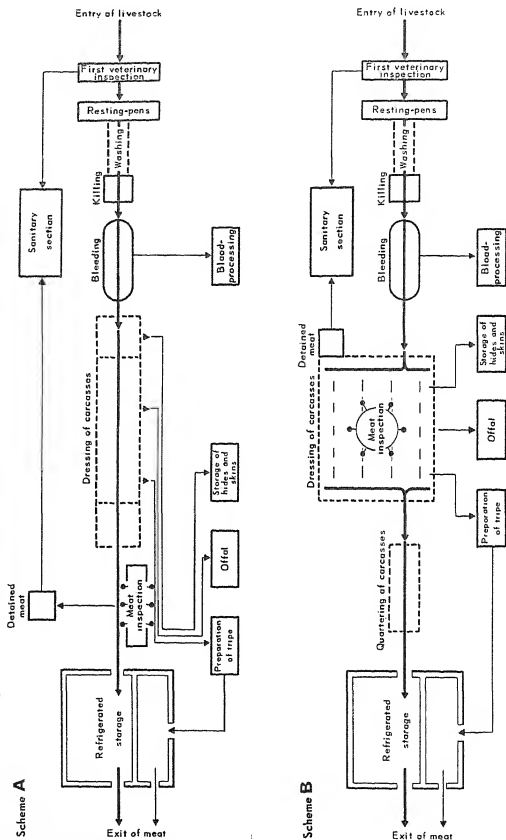 Scheme A
Entry of livestock
First veterinary
inspection
Resting-pens
Washing
Killing
Sanitary
section
Bleeding
Blood-
processing
Dressing of carcasses
Storage of
hides and
skins
Offal
Preparation
of tripe
Meat
inspection
Detained
meat
Refrigerated
storage
Exit of meat
Scheme B
Entry of livestock
First veterinary
inspection
Resting-pens
Washing
Killing
Sanitary
section
Bleeding
Blood-
processing
Detained
meat
Dressing of carcasses
Meat
inspection
Storage of
hides and
skins
Offal
Preparation
of tripe
Quartering of carcasses
Refrigerated
storage
Exit of meat